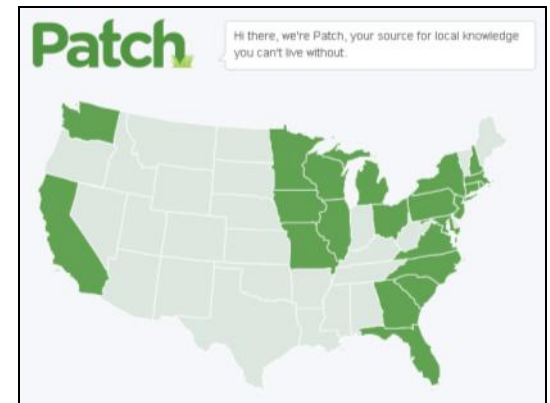 Patch
Hi there, we're Patch, your source for local knowledge
you can't live without.